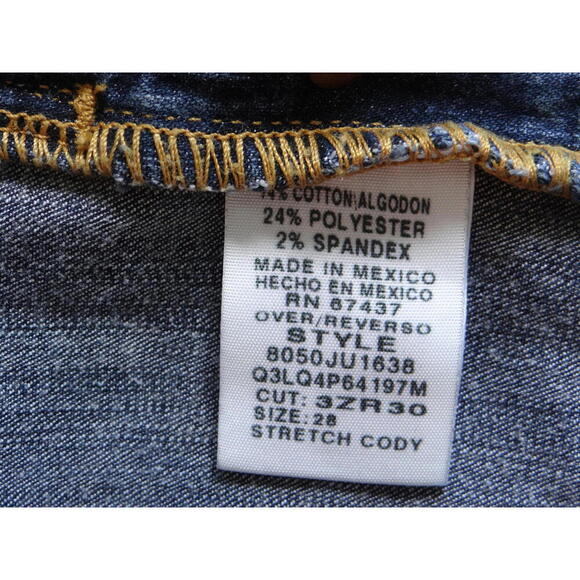 74% COTTON\ALGODON
24% POLYESTER
2% SPANDEX
MADE IN MEXICO
HECHO EN MEXICO
RN 67437
OVER/REVERSO
STYLE
8050JU1638
Q3LQ4P64197M
CUT: 3ZR30
SIZE: 28
STRETCH CODY